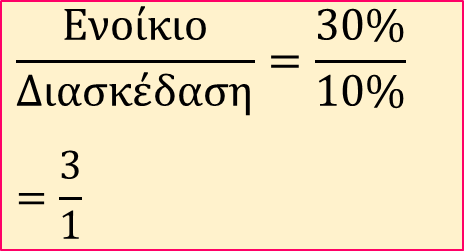 Ενοίκιο / Διασκέδαση = 30% / 10%
= 3 / 1